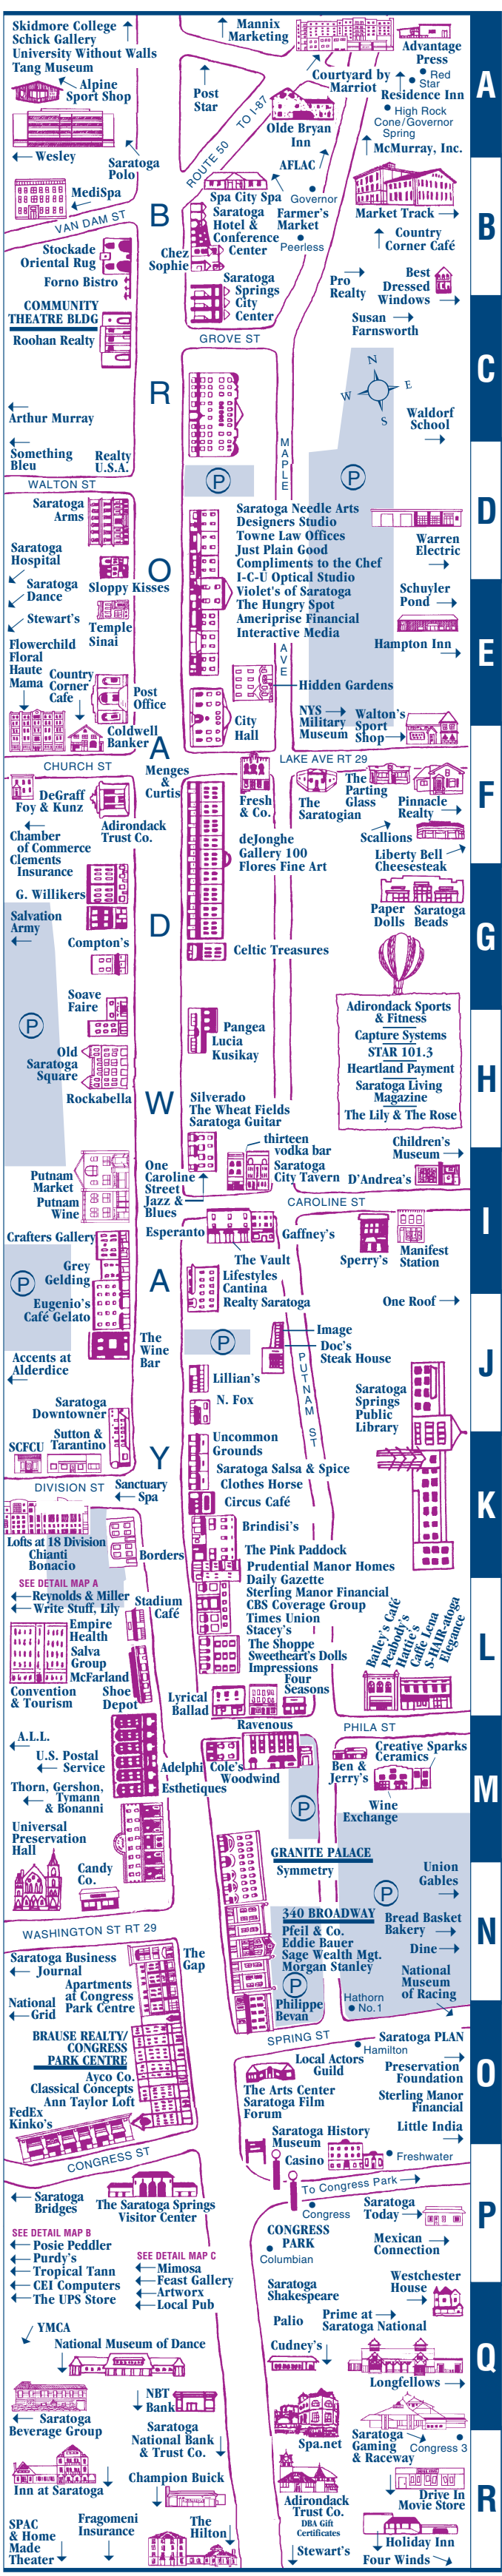 Skidmore College
Schick Gallery
University Without Walls
Tang Museum
Alpine
Sport Shop
Wesley
Saratoga
Polo
MediSpa
VAN DAM ST
Stockade
Oriental Rug
Forno Bistro
COMMUNITY
THEATRE BLDG
Roohan Realty
Arthur Murray
Something
Bleu
Realty
U.S.A.
WALTON ST
Mannix
Marketing
Post
Star
ROUTE 50
TO I-87
Courtyard by
Marriot
Advantage
Press
Red
Star
Residence Inn
High Rock
Cone/Governor
Spring
McMurray, Inc.
Olde Bryan
Inn
AFLAC
Spa City Spa
Saratoga
Hotel &
Conference
Center
Chez
Sophie
Governor
Farmer's
Market
Peerless
Market Track
Country
Corner Café
Saratoga
Springs
City
Center
Pro
Realty
Best
Dressed
Windows
Susan
Farnsworth
GROVE ST
N
W
E
S
Waldorf
School
MAPLE
AVE
P
P
A
B
C
D
E
F
G
H
I
J
K
L
M
N
O
P
Q
R
B
R
O
A
D
W
A
Y
Saratoga
Arms
Saratoga
Hospital
Saratoga
Dance
Sloppy Kisses
Stewart's
Temple
Sinai
Flowerchild
Floral
Haute
Mama
Country
Corner
Cafe
Post
Office
Coldwell
Banker
CHURCH ST
Saratoga Needle Arts
Designers Studio
Towne Law Offices
Just Plain Good
Compliments to the Chef
I-C-U Optical Studio
Violet's of Saratoga
The Hungry Spot
Ameriprise Financial
Interactive Media
Warren
Electric
Schuyler
Pond
Hampton Inn
Hidden Gardens
City
Hall
NYS
Military
Museum
Walton's
Sport
Shop
LAKE AVE RT 29
DeGraff
Foy & Kunz
Adirondack
Trust Co.
Chamber
of Commerce
Clements
Insurance
G. Willikers
Salvation
Army
Compton's
Menges
&
Curtis
Fresh
& Co.
The
Saratogian
The
Parting
Glass
Pinnacle
Realty
Scallions
Liberty Bell
Cheesesteak
deJonghe
Gallery 100
Flores Fine Art
Paper
Dolls
Saratoga
Beads
Celtic Treasures
Soave
Faire
P
Old
Saratoga
Square
Rockabella
Pangea
Lucia
Kusikay
Adirondack Sports
& Fitness
Capture Systems
STAR 101.3
Heartland Payment
Saratoga Living
Magazine
The Lily & The Rose
Silverado
The Wheat Fields
Saratoga Guitar
thirteen
vodka bar
Saratoga
City Tavern
Children's
Museum
D'Andrea's
One
Caroline
Street
Jazz &
Blues
CAROLINE ST
Putnam
Market
Putnam
Wine
Crafters Gallery
Grey
Gelding
P
Eugenio's
Café Gelato
Esperanto
Gaffney's
The Vault
Sperry's
Manifest
Station
Lifestyles
Cantina
Realty Saratoga
One Roof
The
Wine
Bar
Accents at
Alderdice
P
Image
Doc's
Steak House
PUTNAM ST
Lillian's
N. Fox
Saratoga
Springs
Public
Library
Saratoga
Downtowner
Sutton &
Tarantino
SCFCU
DIVISION ST
Sanctuary
Spa
Uncommon
Grounds
Saratoga Salsa & Spice
Clothes Horse
Circus Café
Brindisi's
The Pink Paddock
Prudential Manor Homes
Daily Gazette
Sterling Manor Financial
CBS Coverage Group
Times Union
Stacey's
The Shoppe
Sweetheart's Dolls
Impressions
Four
Seasons
Lofts at 18 Division
Chianti
Bonacio
Borders
SEE DETAIL MAP A
Reynolds & Miller
Write Stuff, Lily
Stadium
Café
Empire
Health
Salva
Group
McFarland
Convention
& Tourism
Shoe
Depot
Lyrical
Ballad
Bailey's Café
Peabody's
Hattie's
Caffe Lena
S-HAIR-atoga
Elegance
PHILA ST
Ravenous
A.L.L.
U.S. Postal
Service
Thorn, Gershon,
Tymann
& Bonanni
Adelphi
Esthetiques
Cole's
Woodwind
Ben &
Jerry's
Creative Sparks
Ceramics
Wine
Exchange
P
Universal
Preservation
Hall
Candy
Co.
WASHINGTON ST RT 29
GRANITE PALACE
Symmetry
340 BROADWAY
Pfeil & Co.
Eddie Bauer
Sage Wealth Mgt.
Morgan Stanley
P
Philippe
Bevan
P
Union
Gables
Bread Basket
Bakery
Dine
National
Museum
of Racing
Hathorn
No. 1
SPRING ST
Saratoga Business
Journal
The
Gap
Apartments
at Congress
Park Centre
National
Grid
BRAUSE REALTY/
CONGRESS
PARK CENTRE
Ayco Co.
Classical Concepts
Ann Taylor Loft
FedEx
Kinko's
CONGRESS ST
Saratoga PLAN
Hamilton
Local Actors
Guild
Preservation
Foundation
The Arts Center
Saratoga Film
Forum
Sterling Manor
Financial
Little India
Saratoga History
Museum
Casino
Freshwater
To Congress Park
Congress
CONGRESS
PARK
Columbian
Saratoga
Today
Mexican
Connection
Saratoga
Bridges
The Saratoga Springs
Visitor Center
SEE DETAIL MAP B
Posie Peddler
Purdy's
Tropical Tann
CEI Computers
The UPS Store
SEE DETAIL MAP C
Mimosa
Feast Gallery
Artworx
Local Pub
Saratoga
Shakespeare
Westchester
House
Palio
Prime at
Saratoga National
YMCA
National Museum of Dance
Cudney's
Longfellows
NBT
Bank
Saratoga
Beverage Group
Saratoga
National Bank
& Trust Co.
Spa.net
Saratoga
Gaming
& Raceway
Congress 3
Champion Buick
Inn at Saratoga
Adirondack
Trust Co.
DBA Gift
Certificates
Drive In
Movie Store
SPAC
& Home
Made
Theater
Fragomeni
Insurance
The
Hilton
Stewart's
Holiday Inn
Four Winds